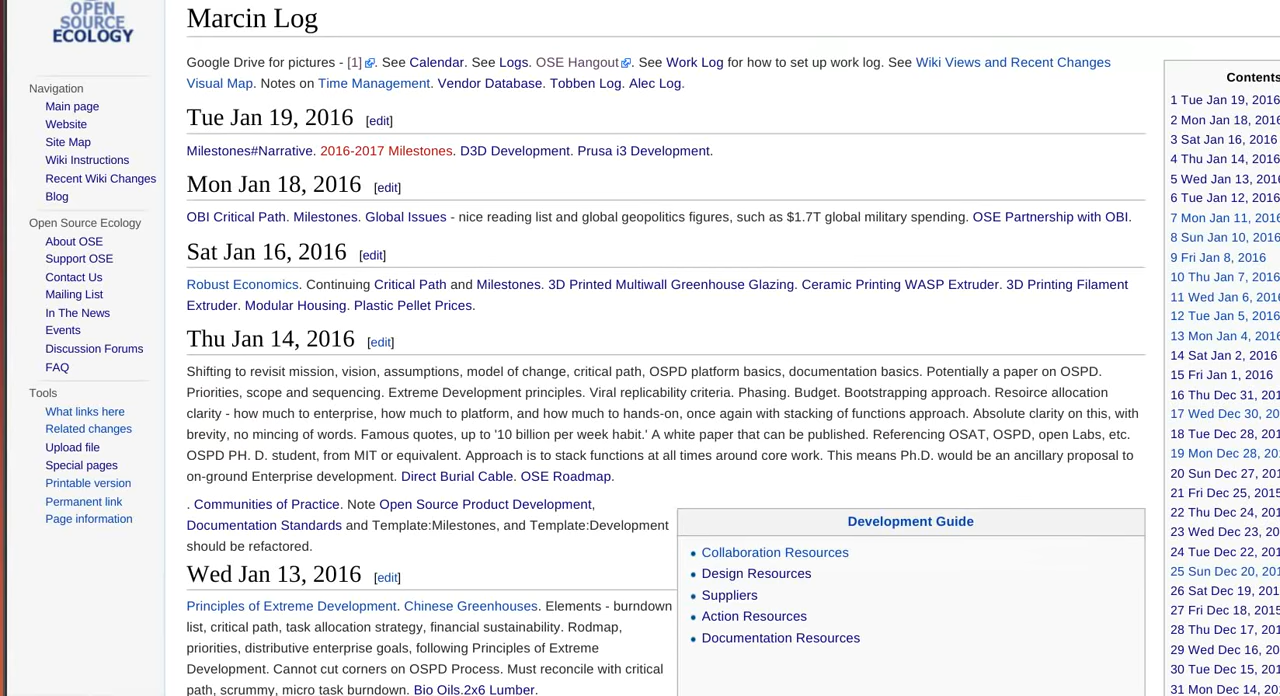 OPEN
SOURCE
ECOLOGY
Navigation
Main page
Website
Site Map
Wiki Instructions
Recent Wiki Changes
Blog
Open Source Ecology
About OSE
Support OSE
Contact Us
Mailing List
In The News
Events
Discussion Forums
FAQ
Tools
What links here
Related changes
Upload file
Special pages
Printable version
Permanent link
Page information
Marcin Log
Google Drive for pictures - [1]. See Calendar. See Logs. OSE Hangout. See Work Log for how to set up work log. See Wiki Views and Recent Changes
Visual Map. Notes on Time Management. Vendor Database. Tobben Log. Alec Log.
Tue Jan 19, 2016 [edit]
Milestones#Narrative. 2016-2017 Milestones. D3D Development. Prusa i3 Development.
Mon Jan 18, 2016 [edit]
OBI Critical Path. Milestones. Global Issues - nice reading list and global geopolitics figures, such as $1.7T global military spending. OSE Partnership with OBI.
Sat Jan 16, 2016 [edit]
Robust Economics. Continuing Critical Path and Milestones. 3D Printed Multiwall Greenhouse Glazing. Ceramic Printing WASP Extruder. 3D Printing Filament
Extruder. Modular Housing. Plastic Pellet Prices.
Thu Jan 14, 2016 [edit]
Shifting to revisit mission, vision, assumptions, model of change, critical path, OSPD platform basics, documentation basics. Potentially a paper on OSPD.
Priorities, scope and sequencing. Extreme Development principles. Viral replicability criteria. Phasing. Budget. Bootstrapping approach. Resoirce allocation
clarity - how much to enterprise, how much to platform, and how much to hands-on, once again with stacking of functions approach. Absolute clarity on this, with
brevity, no mincing of words. Famous quotes, up to '10 billion per week habit.' A white paper that can be published. Referencing OSAT, OSPD, open Labs, etc.
OSPD PH. D. student, from MIT or equivalent. Approach is to stack functions at all times around core work. This means Ph.D. would be an ancillary proposal to
on-ground Enterprise development. Direct Burial Cable. OSE Roadmap.
. Communities of Practice. Note Open Source Product Development,
Documentation Standards and Template:Milestones, and Template:Development
should be refactored.
Wed Jan 13, 2016 [edit]
Principles of Extreme Development. Chinese Greenhouses. Elements - burndown
list, critical path, task allocation strategy, financial sustainability. Rodmap,
priorities, distributive enterprise goals, following Principles of Extreme
Development. Cannot cut corners on OSPD Process. Must reconcile with critical
path, scrummy, micro task burndown. Bio Oils.2x6 Lumber.
Development Guide
Collaboration Resources
Design Resources
Suppliers
Action Resources
Documentation Resources
Contents
1 Tue Jan 19, 2016
2 Mon Jan 18, 2016
3 Sat Jan 16, 2016
4 Thu Jan 14, 2016
5 Wed Jan 13, 2016
6 Tue Jan 12, 2016
7 Mon Jan 11, 2016
8 Sun Jan 10, 2016
9 Fri Jan 8, 2016
10 Thu Jan 7, 2016
11 Wed Jan 6, 2016
12 Tue Jan 5, 2016
13 Mon Jan 4, 2016
14 Sat Jan 2, 2016
15 Fri Jan 1, 2016
16 Thu Dec 31, 201
17 Wed Dec 30, 20
18 Tue Dec 28, 201
19 Mon Dec 28, 201
20 Sun Dec 27, 201
21 Fri Dec 25, 2015
22 Thu Dec 24, 201
23 Wed Dec 23, 20
24 Tue Dec 22, 201
25 Sun Dec 20, 201
26 Sat Dec 19, 201
27 Fri Dec 18, 2015
28 Thu Dec 17, 201
29 Wed Dec 16, 20
30 Tue Dec 15, 201
31 Mon Dec 14, 201